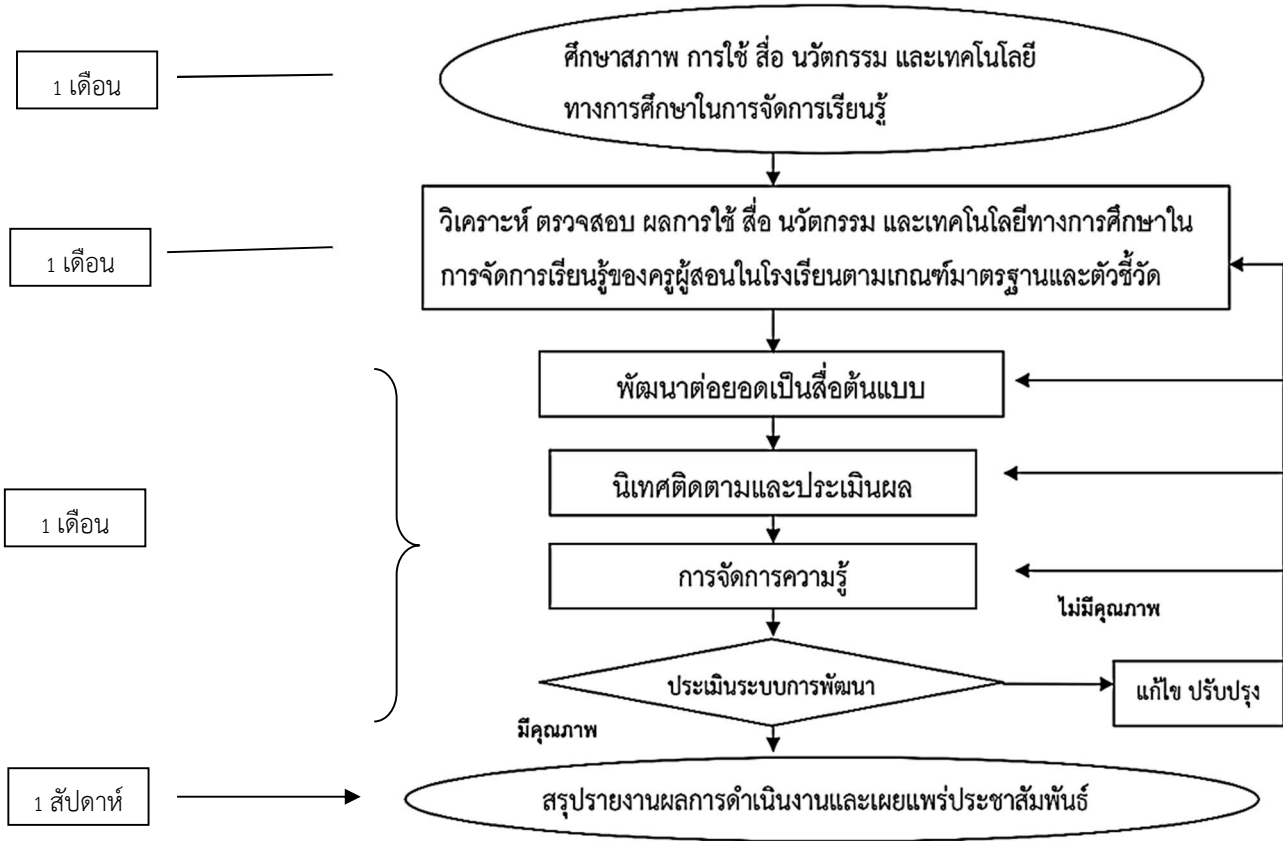 1 เดือน
ศึกษาสภาพ การใช้ สื่อ นวัตกรรม และเทคโนโลยี
ทางการศึกษาในการจัดการเรียนรู้
1 เดือน
วิเคราะห์ ตรวจสอบ ผลการใช้ สื่อ นวัตกรรม และเทคโนโลยีทางการศึกษาใน
การจัดการเรียนรู้ของครูผู้สอนในโรงเรียนตามเกณฑ์มาตรฐานและตัวชี้วัด
พัฒนาต่อยอดเป็นสื่อต้นแบบ
1 เดือน
นิเทศติดตามและประเมินผล
การจัดการความรู้
ไม่มีคุณภาพ
ประเมินระบบการพัฒนา
แก้ไข ปรับปรุง
มีคุณภาพ
1 สัปดาห์
สรุปรายงานผลการดำเนินงานและเผยแพร่ประชาสัมพันธ์